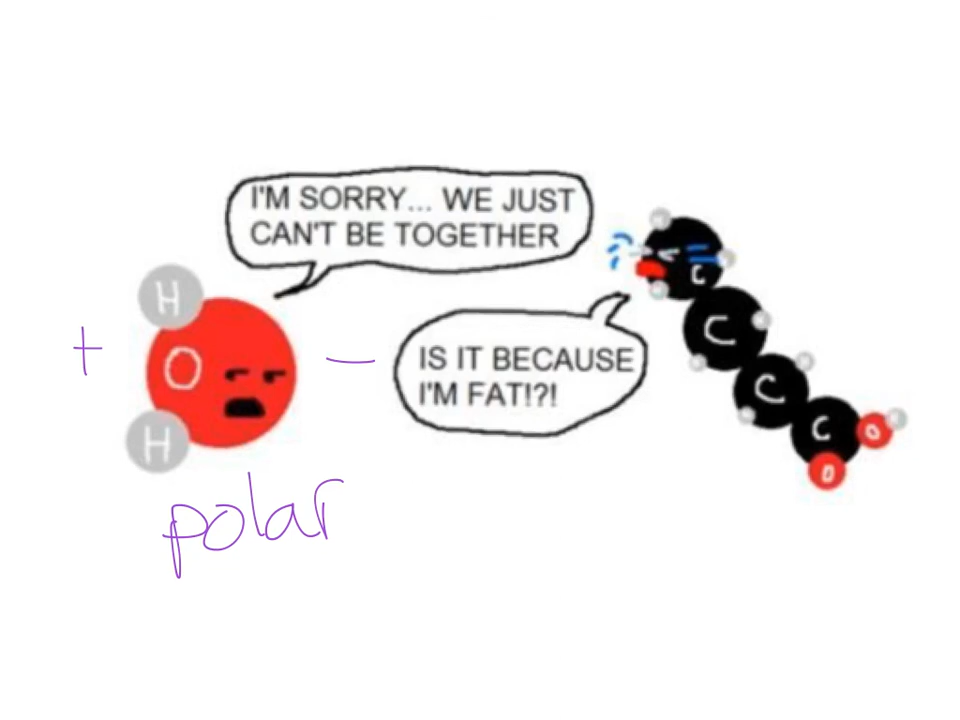 I'M SORRY... WE JUST
CAN'T BE TOGETHER
H
+
O
−
H
IS IT BECAUSE
I'M FAT!?!
C
C
C
C
O
O
polar